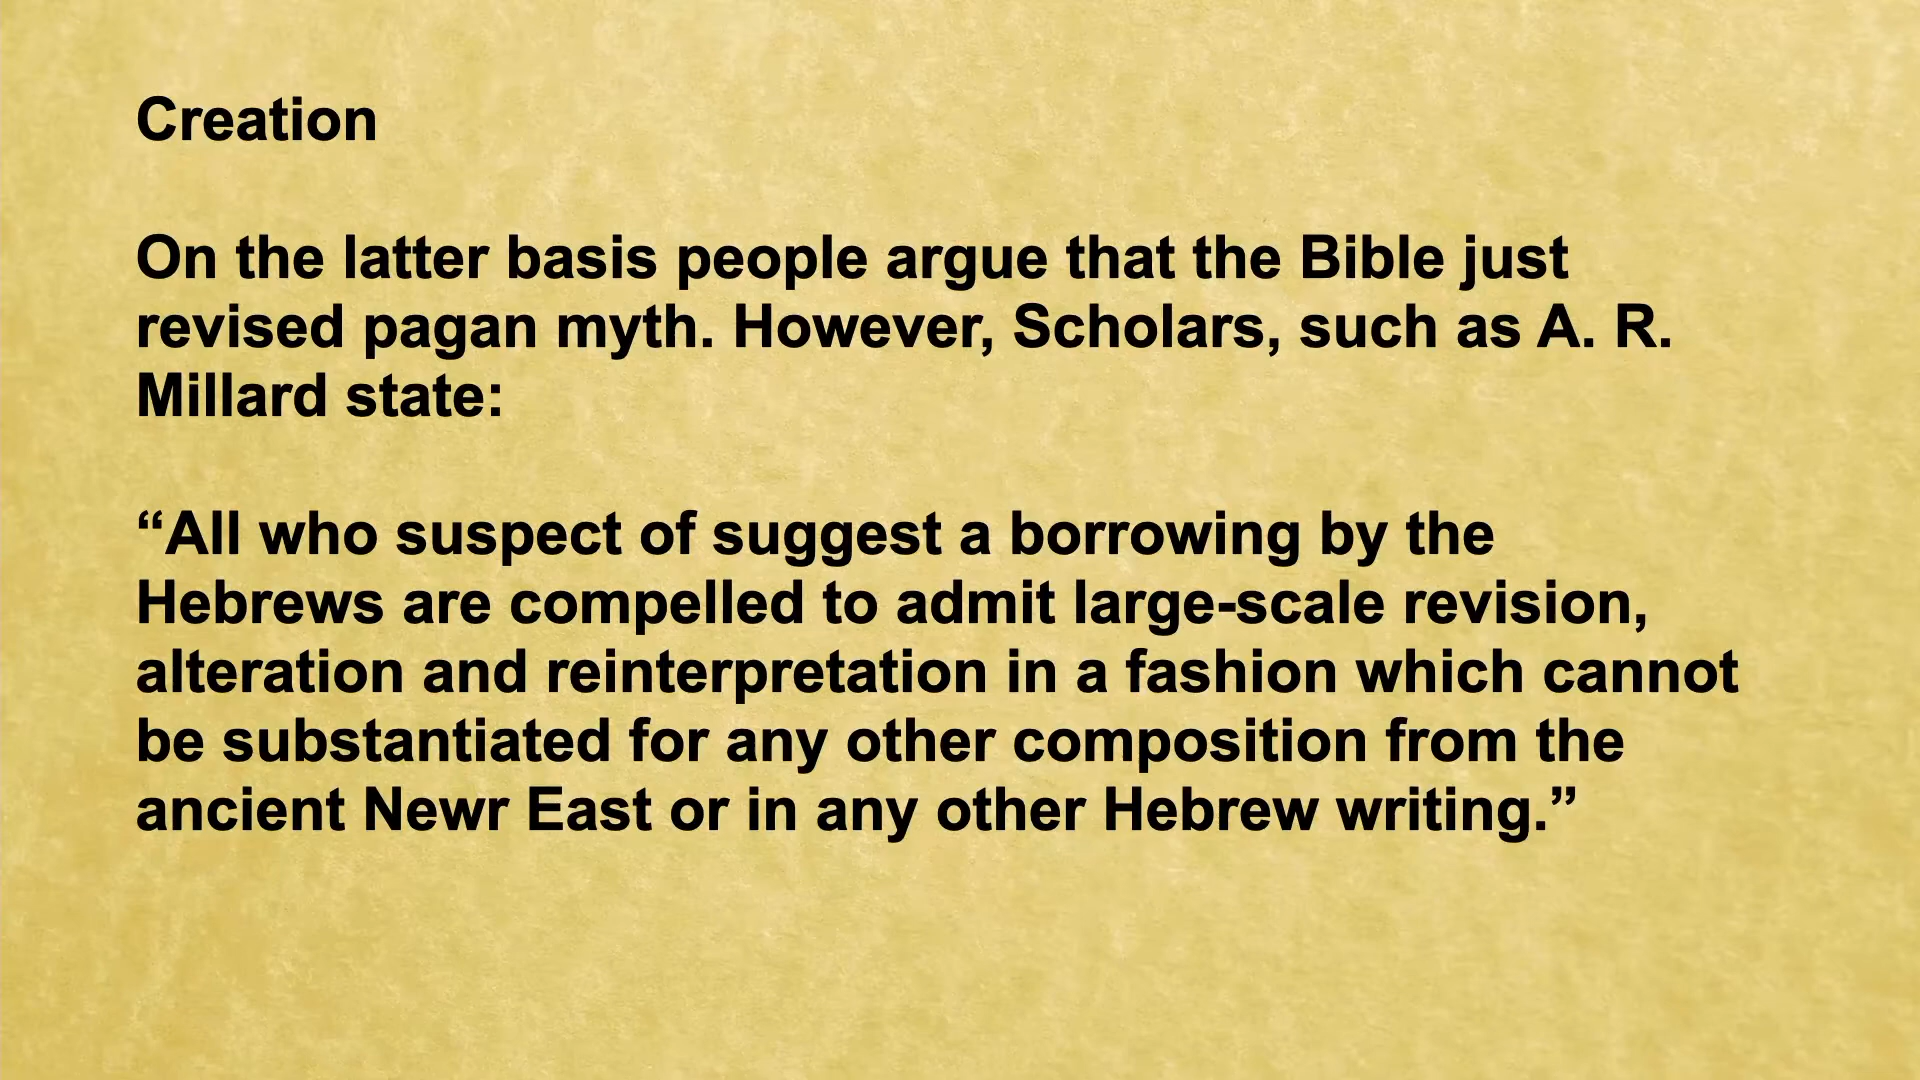 Creation
On the latter basis people argue that the Bible just
revised pagan myth. However, Scholars, such as A. R.
Millard state:
“All who suspect of suggest a borrowing by the
Hebrews are compelled to admit large-scale revision,
alteration and reinterpretation in a fashion which cannot
be substantiated for any other composition from the
ancient Newr East or in any other Hebrew writing.”